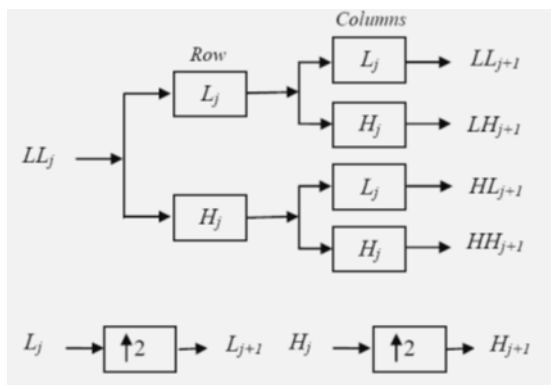 Columns
Row
L_j
LL_{j+1}
L_j
H_j
LH_{j+1}
LL_j
L_j
HL_{j+1}
H_j
H_j
HH_{j+1}
L_j ↑2 L_{j+1} H_j ↑2 H_{j+1}